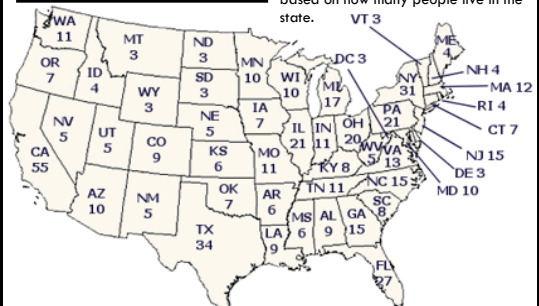 based on how many people live in the
state.
VT 3
WA
11
MT
3
ND
3
ME
4
OR
7
ID
4
SD
3
MN
10
WI
10
MI
17
DC 3
NY
31
NH 4
MA 12
RI 4
CT 7
WY
3
NE
5
IA
7
PA
21
NJ 15
DE 3
MD 10
NV
5
UT
5
CO
9
KS
6
MO
11
IL
21
IN
11
OH
20
WV
5
VA
13
KY 8
CA
55
AZ
10
NM
5
OK
7
AR
6
TN 11
NC 15
SC
8
TX
34
LA
9
MS
6
AL
9
GA
15
FL
27